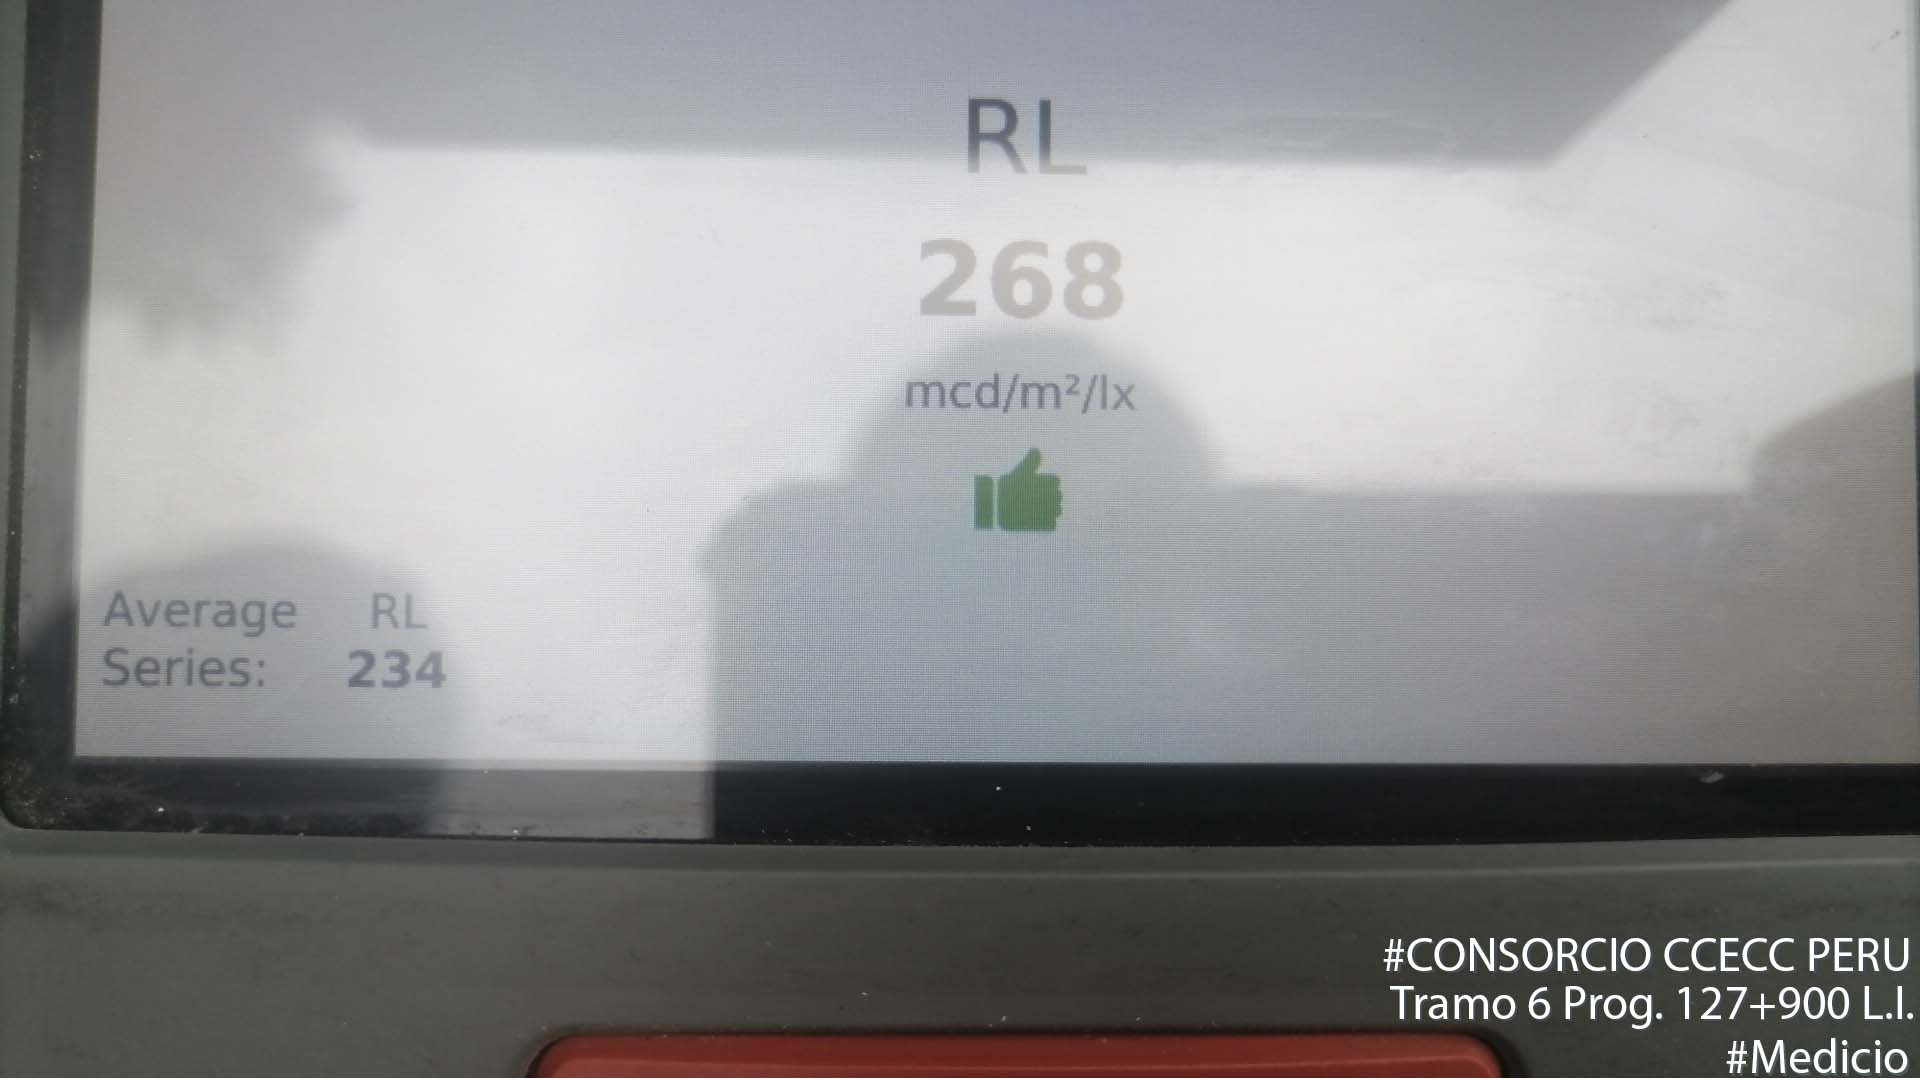 RL
268
mcd/m²/lx
Average RL
Series: 234
#CONSORCIO CCECC PERU
Tramo 6 Prog. 127+900 L.I.
#Medicio